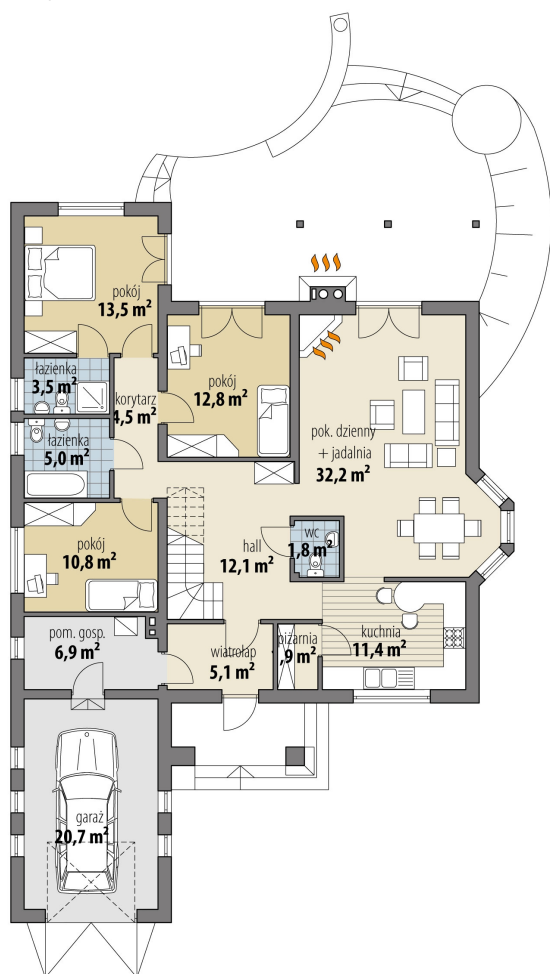 pokój
13,5 m²
łazienka
3,5 m²
korytarz
4,5 m²
pokój
12,8 m²
łazienka
5,0 m²
pok. dzienny
+ jadalnia
32,2 m²
pokój
10,8 m²
hall
12,1 m²
wc
1,8 m²
pom. gosp.
6,9 m²
wiatrołap
5,1 m²
piżarnia
,9 m²
kuchnia
11,4 m²
garaż
20,7 m²